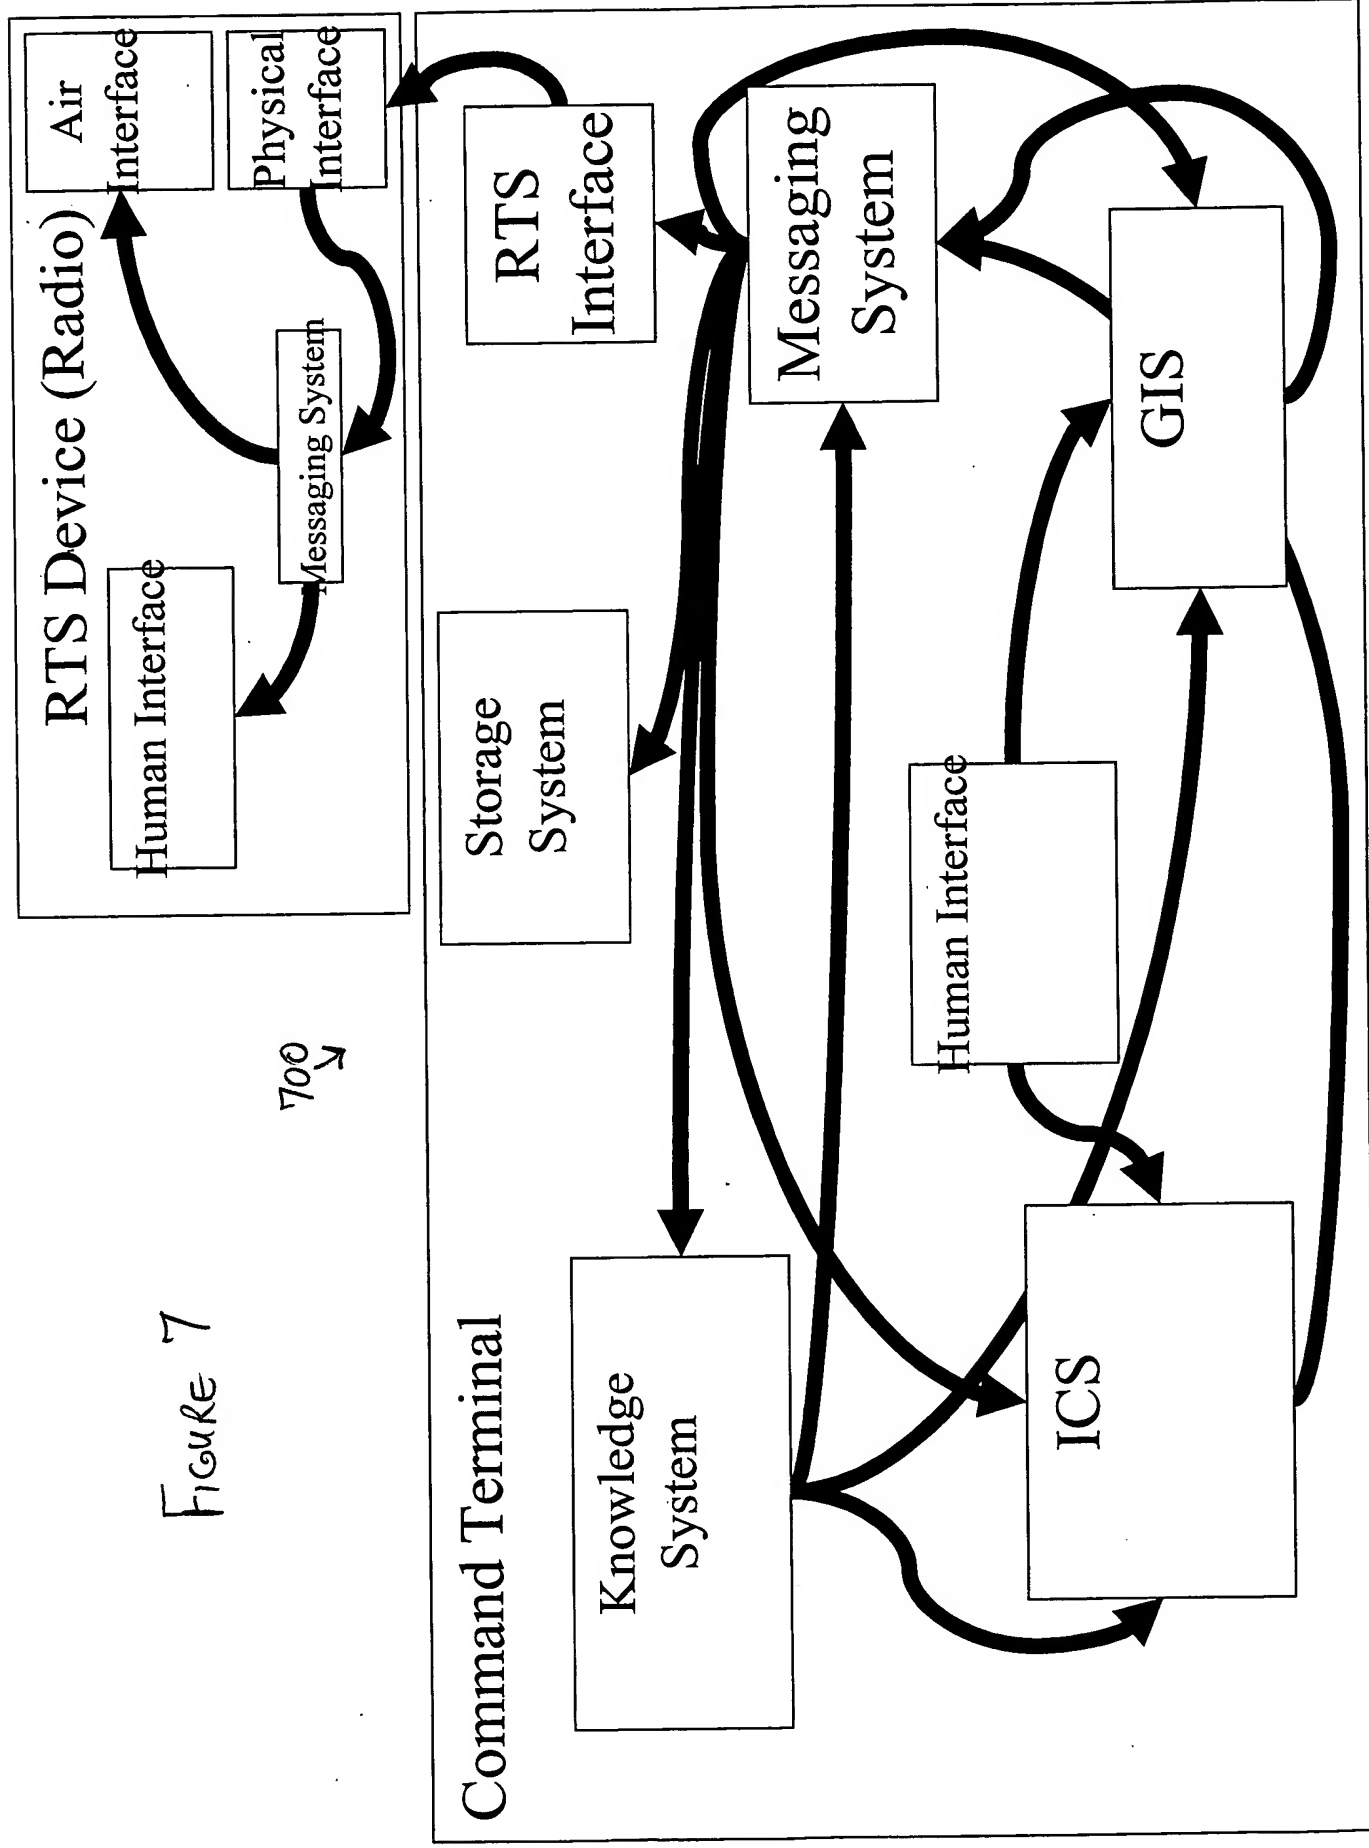 FIGURE 7
700
RTS Device (Radio)
Human Interface
Messaging System
Air
Interface
Physical
Interface
Command Terminal
Knowledge
System
Storage
System
RTS
Interface
Messaging
System
Human Interface
ICS
GIS